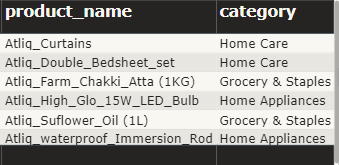 product_name category
Atliq_Curtains Home Care
Atliq_Double_Bedsheet_set Home Care
Atliq_Farm_Chakki_Atta (1KG) Grocery & Staples
Atliq_High_Glo_15W_LED_Bulb Home Appliances
Atliq_Suflower_Oil (1L) Grocery & Staples
Atliq_waterproof_Immersion_Rod Home Appliances